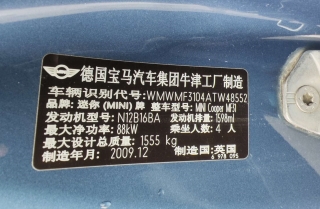 德国宝马汽车集团牛津工厂制造
车辆识别代号: WMWMF3104ATW48552
品牌: 迷你 (MINI) 牌 整车型号: MINI Cooper MF31
发动机型号: N12B16BA 发动机排量: 1598ml
最大净功率: 88kW 乘坐人数: 4 人
最大设计总质量: 1555 kg
制造年月: 2009.12 制造国: 英国
6 978 095